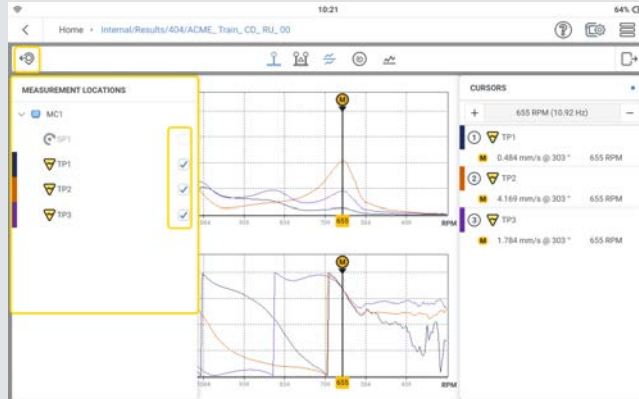 10:21
64%
Home › Internal/Results/404/ACME_Train_CD_RU_00
MEASUREMENT LOCATIONS
MC1
SP1
TP1
TP2
TP3
M
655
RPM
M
655
RPM
CURSORS
+ 655 RPM (10.92 Hz) −
1 TP1
M 0.484 mm/s @ 303 ° 655 RPM
2 TP2
M 4.169 mm/s @ 303 ° 655 RPM
3 TP3
M 1.784 mm/s @ 303 ° 655 RPM